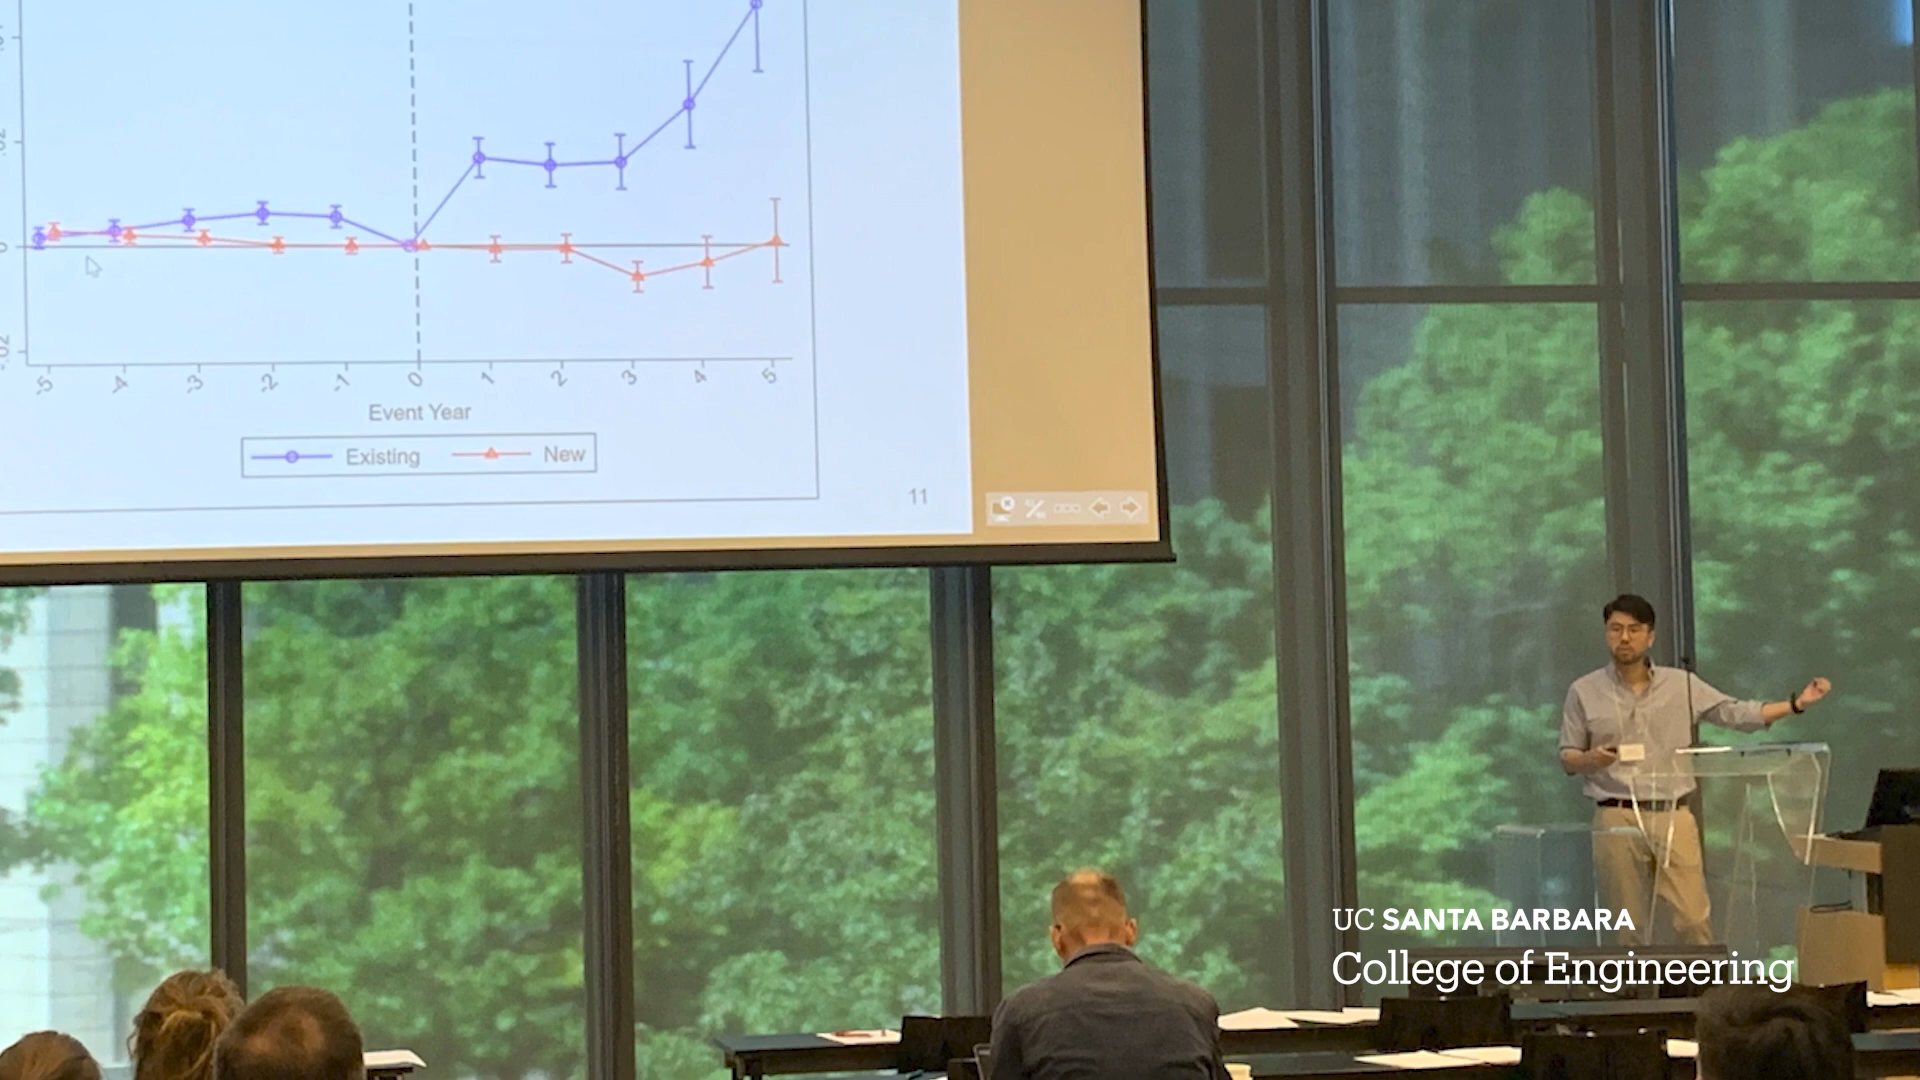 0
-5 -4 -3 -2 -1 0 1 2 3 4 5
Event Year
Existing New
11
UC SANTA BARBARA
College of Engineering